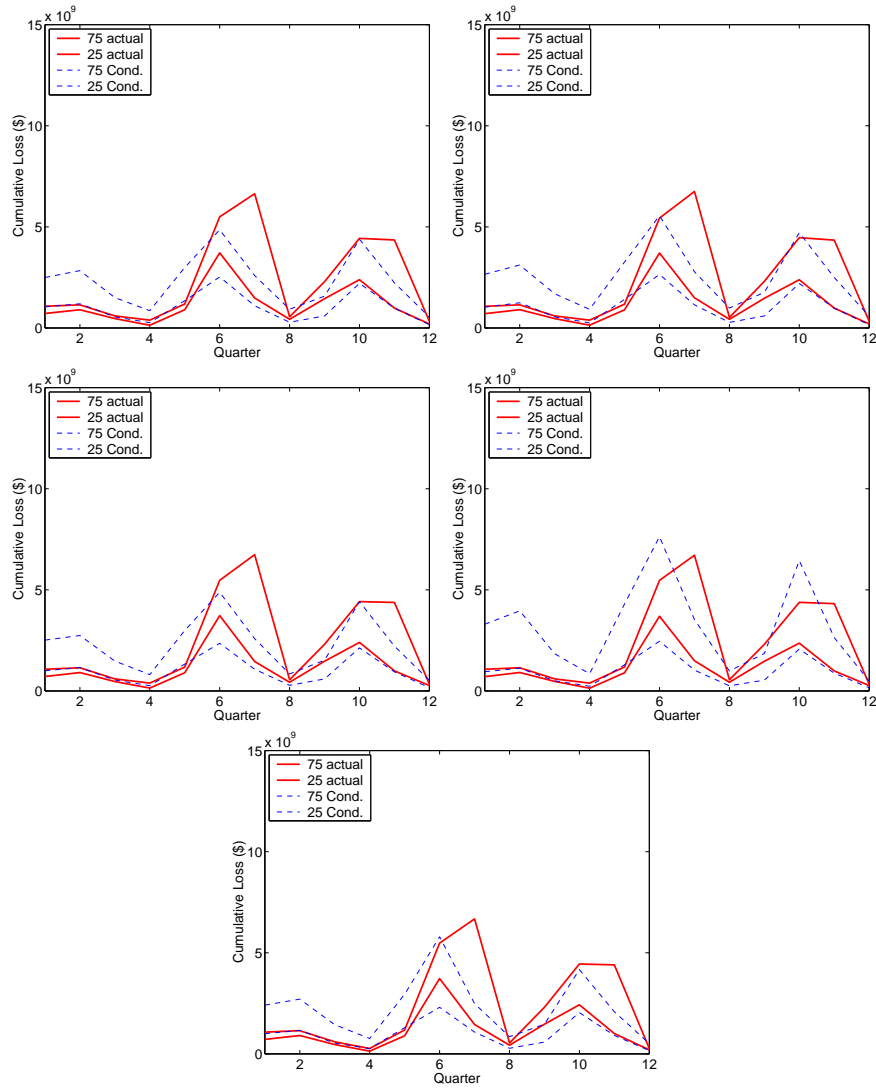 x 10^9
15
10
5
0
75 actual
25 actual
75 Cond.
25 Cond.
Cumulative Loss ($)
2 4 6 8 10 12
Quarter
x 10^9
15
10
5
0
75 actual
25 actual
75 Cond.
25 Cond.
Cumulative Loss ($)
2 4 6 8 10 12
Quarter
x 10^9
15
10
5
0
75 actual
25 actual
75 Cond.
25 Cond.
Cumulative Loss ($)
2 4 6 8 10 12
Quarter
x 10^9
15
10
5
0
75 actual
25 actual
75 Cond.
25 Cond.
Cumulative Loss ($)
2 4 6 8 10 12
Quarter
x 10^9
15
10
5
0
75 actual
25 actual
75 Cond.
25 Cond.
Cumulative Loss ($)
2 4 6 8 10 12
Quarter